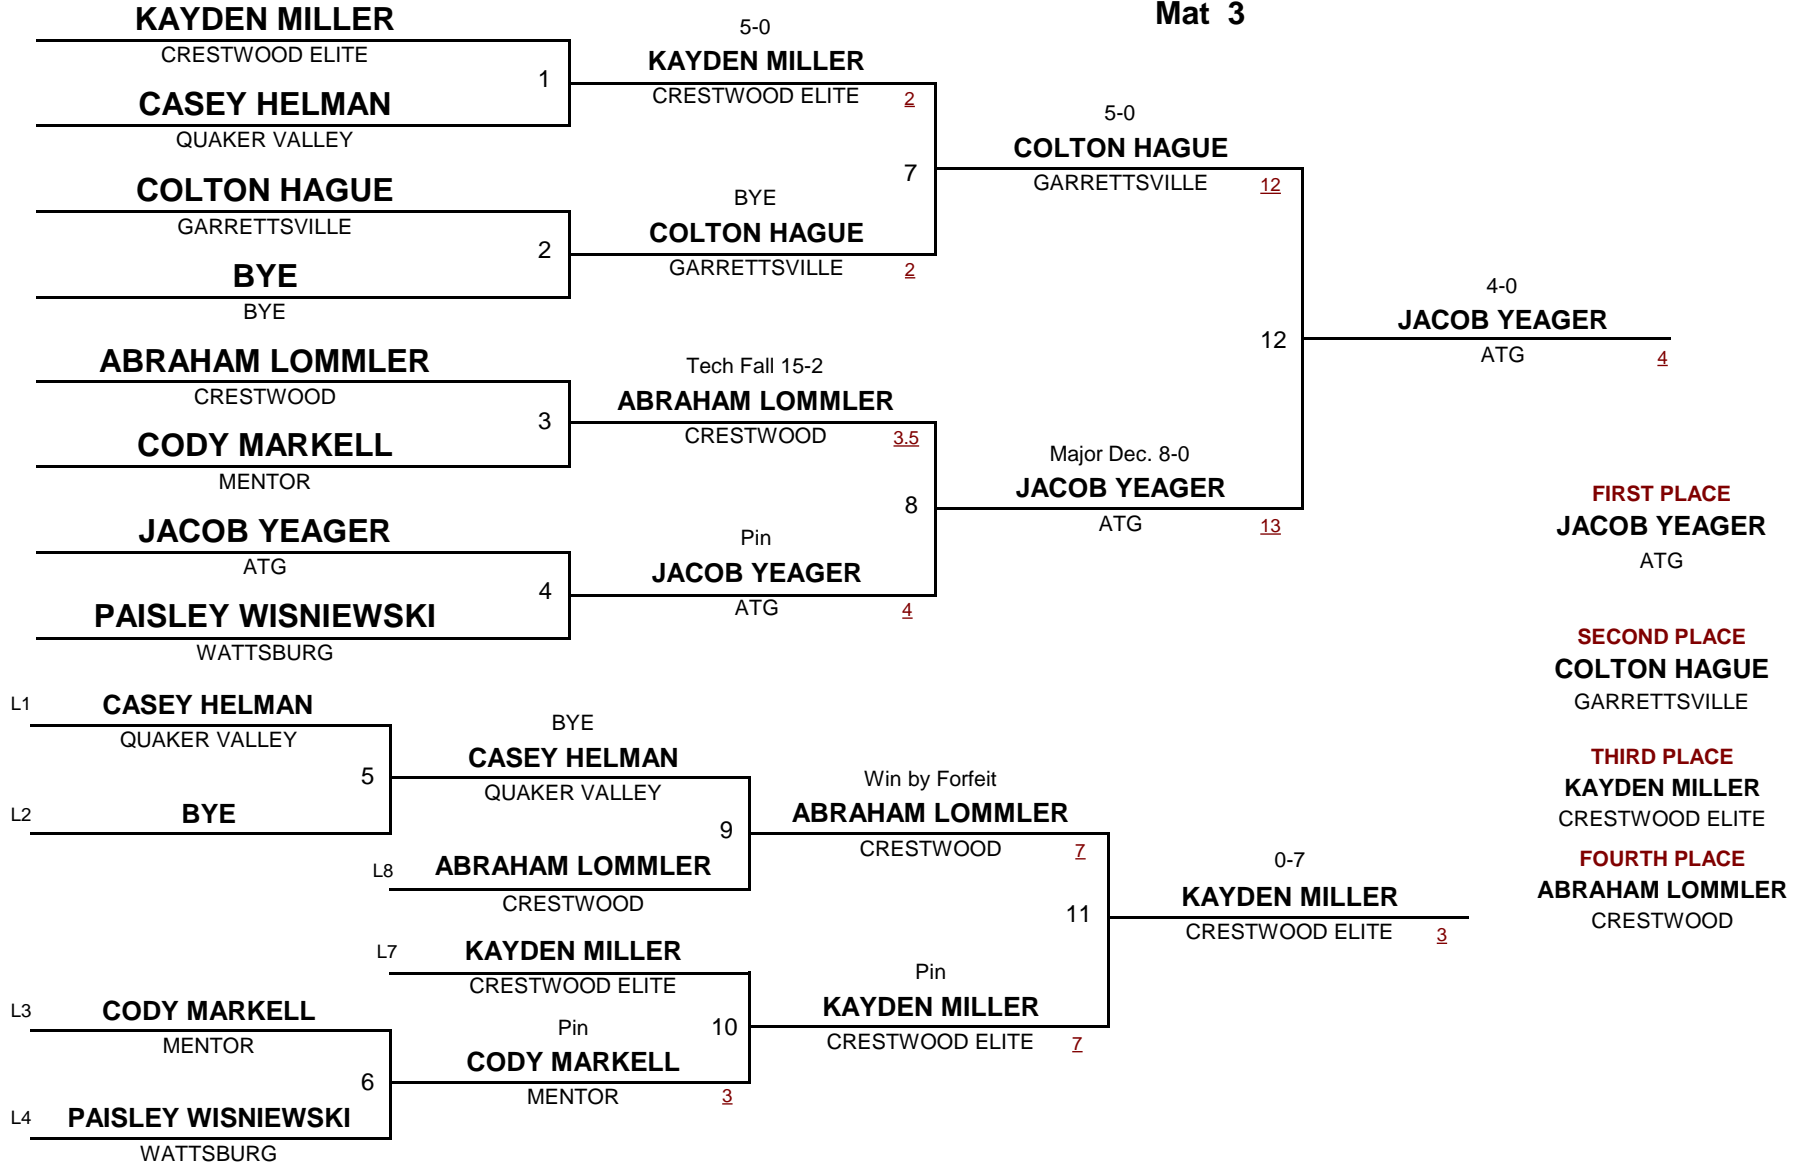 Mat 3
KAYDEN MILLER
CRESTWOOD ELITE
1
CASEY HELMAN
QUAKER VALLEY
COLTON HAGUE
GARRETTSVILLE
2
BYE
BYE
ABRAHAM LOMMLER
CRESTWOOD
3
CODY MARKELL
MENTOR
JACOB YEAGER
ATG
4
PAISLEY WISNIEWSKI
WATTSBURG
5-0
KAYDEN MILLER
CRESTWOOD ELITE 2
7
BYE
COLTON HAGUE
GARRETTSVILLE 2
Tech Fall 15-2
ABRAHAM LOMMLER
CRESTWOOD 3.5
8
Pin
JACOB YEAGER
ATG 4
5-0
COLTON HAGUE
GARRETTSVILLE 12
12
Major Dec. 8-0
JACOB YEAGER
ATG 13
4-0
JACOB YEAGER
ATG 4
FIRST PLACE
JACOB YEAGER
ATG
SECOND PLACE
COLTON HAGUE
GARRETTSVILLE
THIRD PLACE
KAYDEN MILLER
CRESTWOOD ELITE
FOURTH PLACE
ABRAHAM LOMMLER
CRESTWOOD
L1 CASEY HELMAN
QUAKER VALLEY
5
L2 BYE
L3 CODY MARKELL
MENTOR
6
L4 PAISLEY WISNIEWSKI
WATTSBURG
BYE
CASEY HELMAN
QUAKER VALLEY
9
L8 ABRAHAM LOMMLER
CRESTWOOD
L7 KAYDEN MILLER
CRESTWOOD ELITE
10
Pin
CODY MARKELL
MENTOR 3
Win by Forfeit
ABRAHAM LOMMLER
CRESTWOOD 7
11
Pin
KAYDEN MILLER
CRESTWOOD ELITE 7
0-7
KAYDEN MILLER
CRESTWOOD ELITE 3